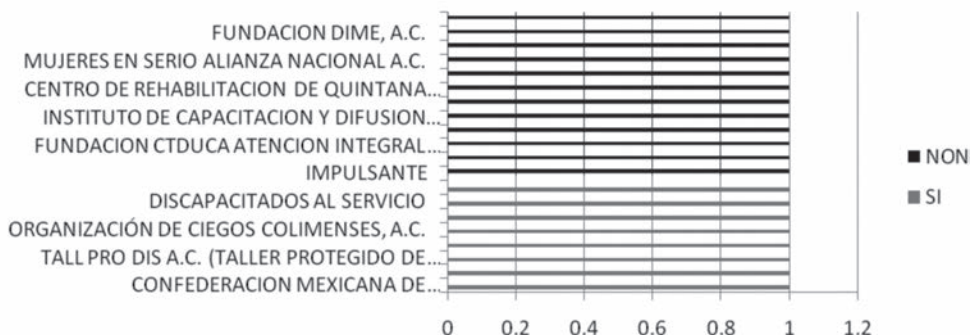 FUNDACION DIME, A.C.
MUJERES EN SERIO ALIANZA NACIONAL A.C.
CENTRO DE REHABILITACION DE QUINTANA...
INSTITUTO DE CAPACITACION Y DIFUSION...
FUNDACION CTDUCA ATENCION INTEGRAL...
IMPULSANTE
DISCAPACITADOS AL SERVICIO
ORGANIZACIÓN DE CIEGOS COLIMENSES, A.C.
TALL PRO DIS A.C. (TALLER PROTEGIDO DE...
CONFEDERACION MEXICANA DE...
NON
SI
0 0.2 0.4 0.6 0.8 1 1.2